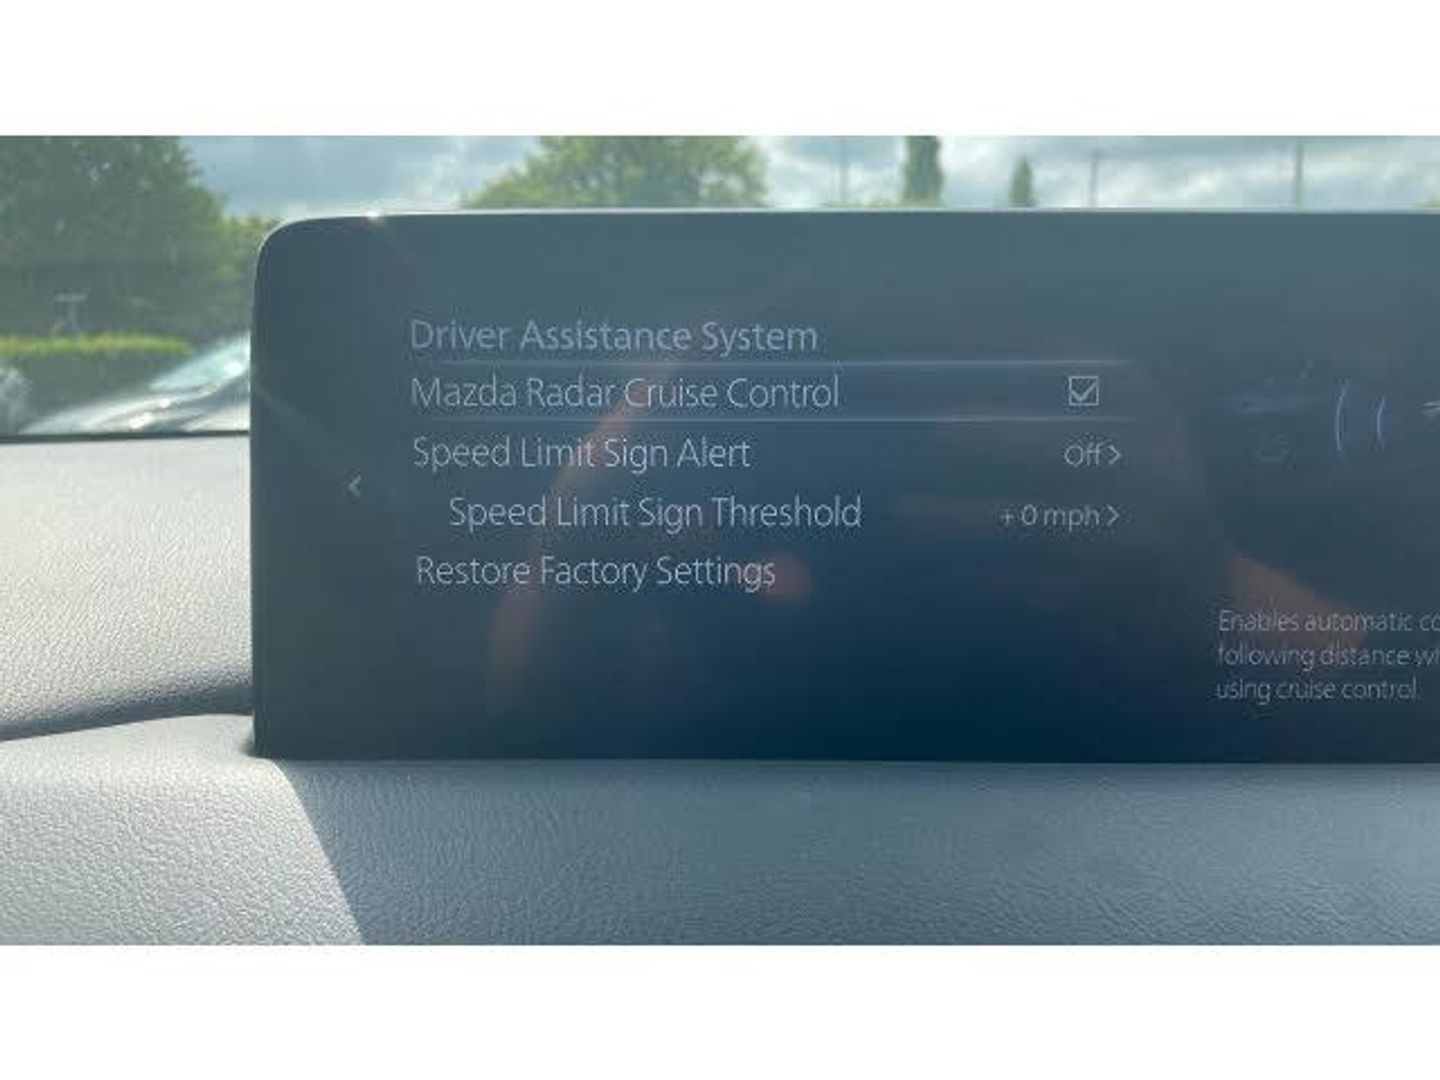 Driver Assistance System
Mazda Radar Cruise Control
Speed Limit Sign Alert Off
Speed Limit Sign Threshold + 0 mph
Restore Factory Settings
Enables automatic
following distance
using cruise control.